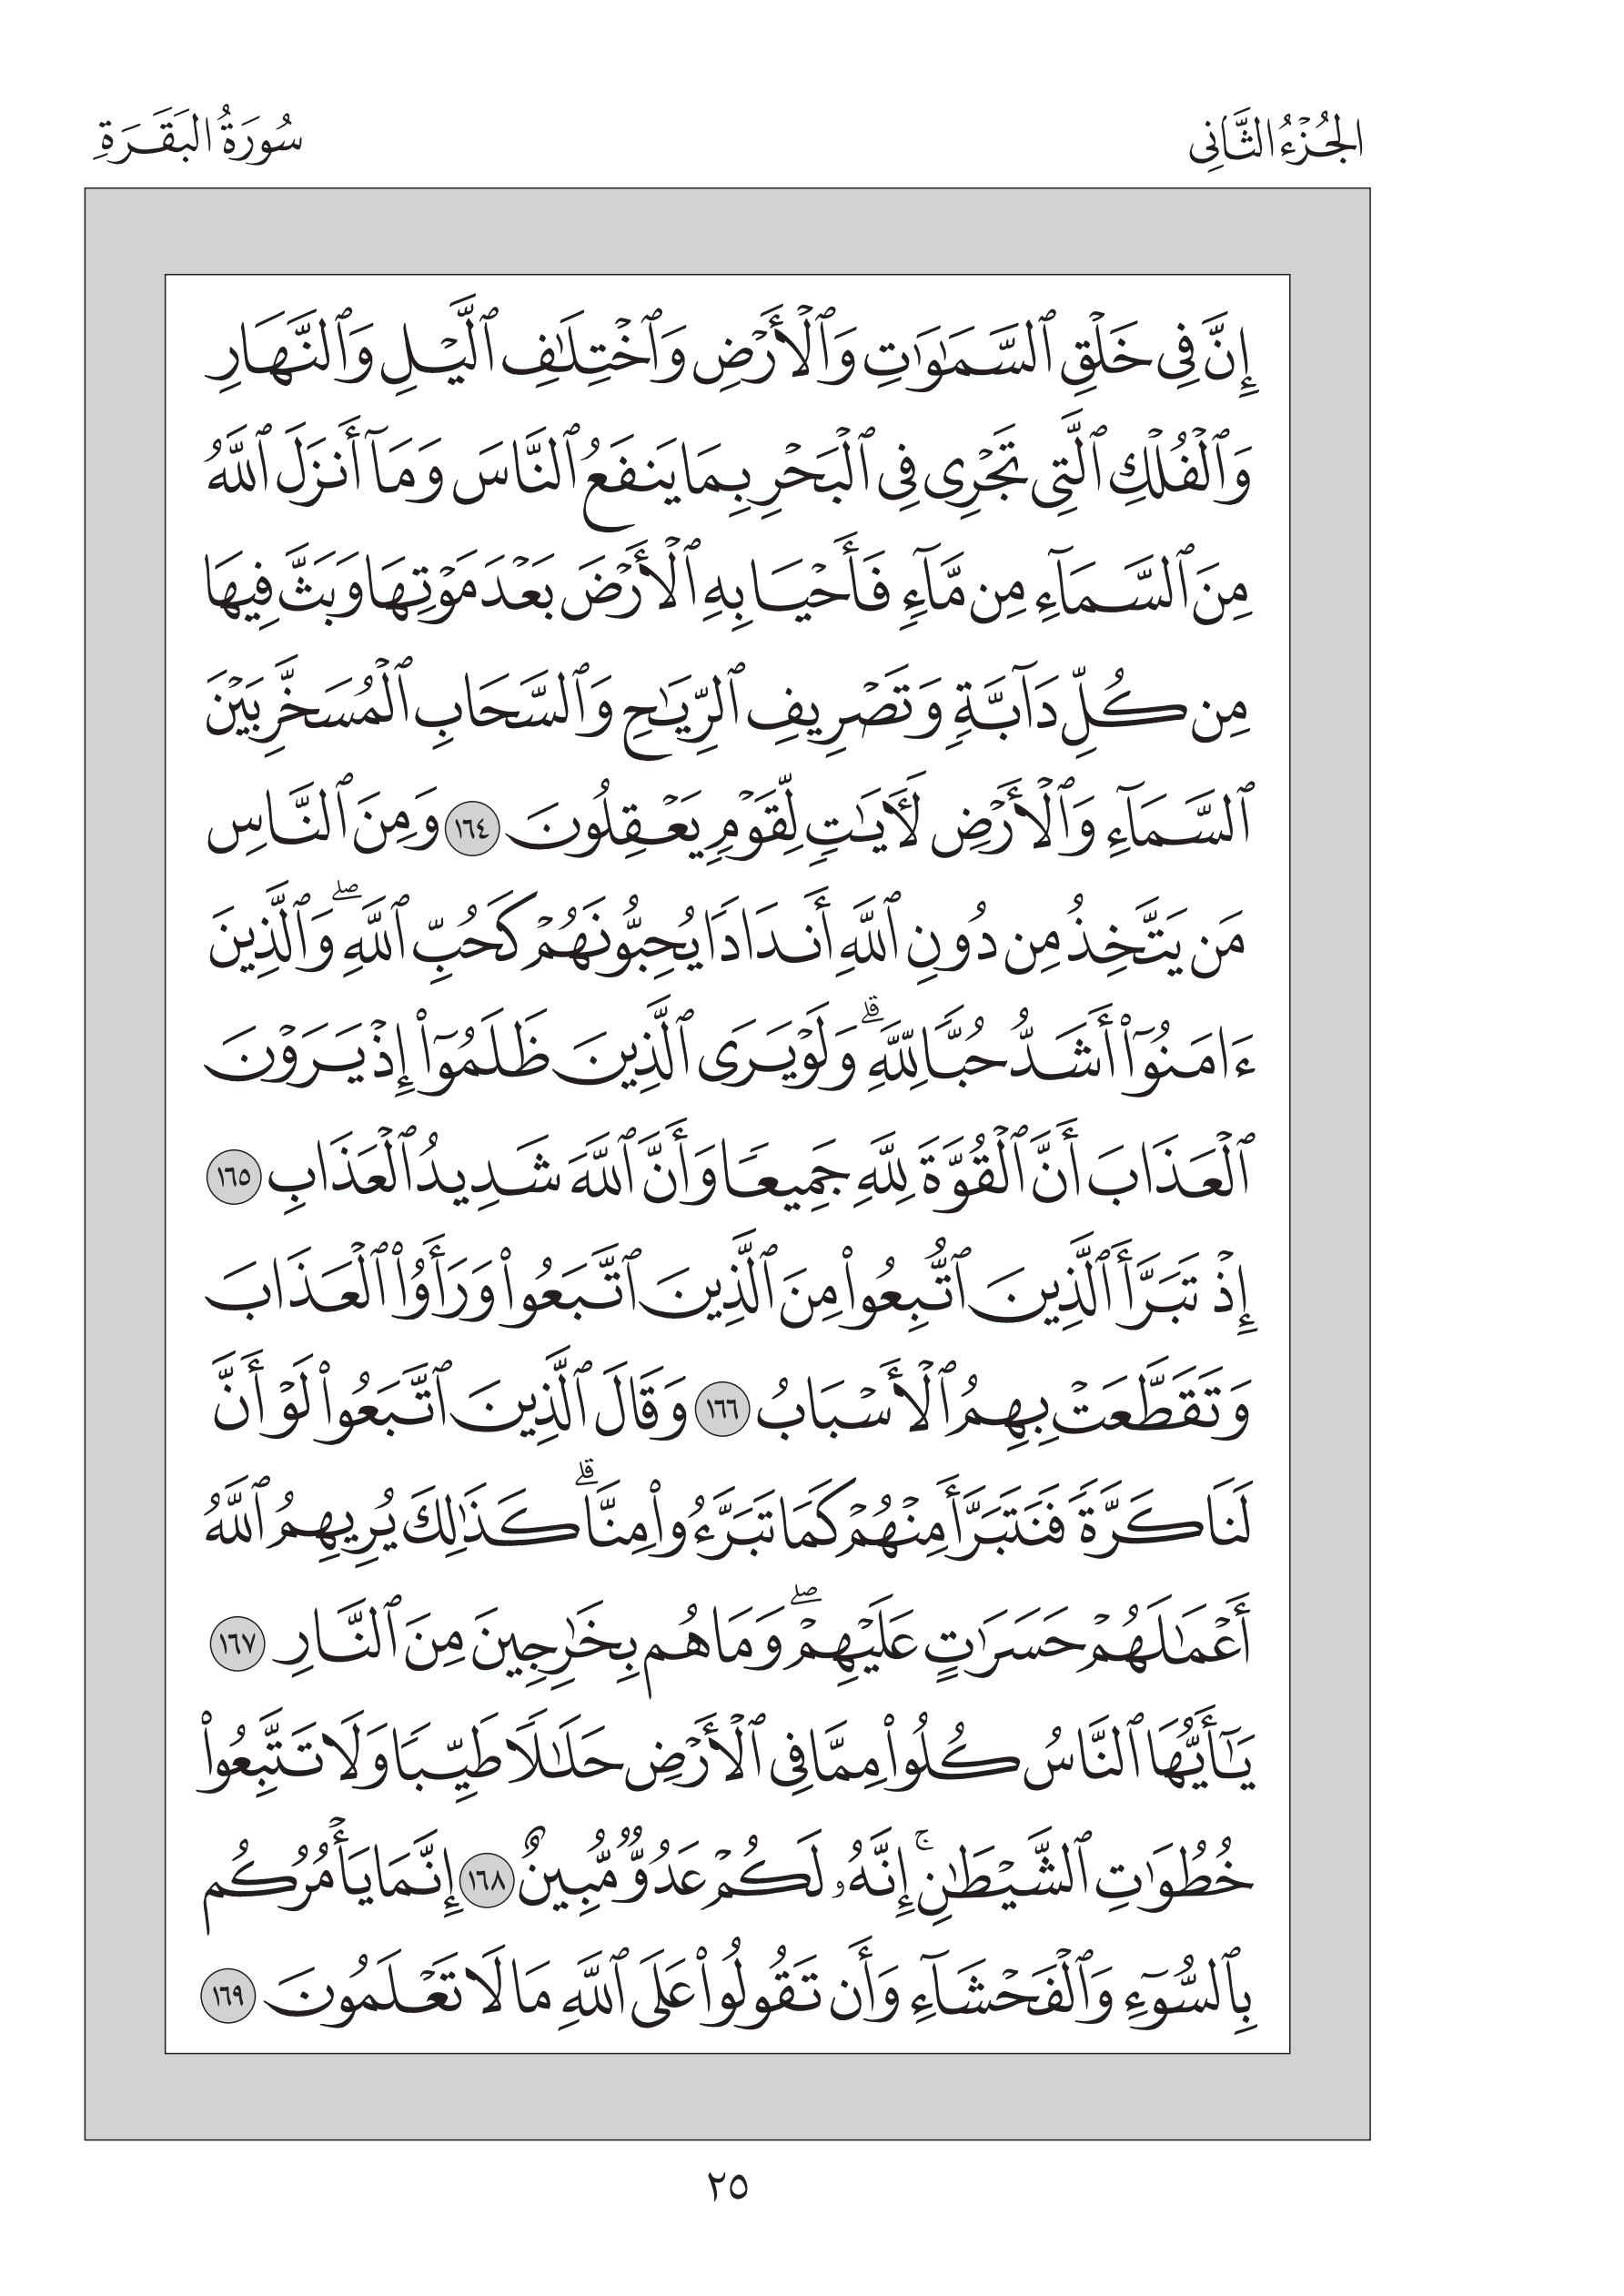 الجُزۡءُ الثَّانِى
سُورَةُ البَقَـرَةِ
إِنَّ فِى خَلۡقِ ٱلسَّمَٰوَٰتِ وَٱلۡأَرۡضِ وَٱخۡتِلَٰفِ ٱلَّيۡلِ وَٱلنَّهَارِ
وَٱلۡفُلۡكِ ٱلَّتِى تَجۡرِى فِى ٱلۡبَحۡرِ بِمَا يَنفَعُ ٱلنَّاسَ وَمَآ أَنزَلَ ٱللَّهُ
مِنَ ٱلسَّمَآءِ مِن مَّآءٍ فَأَحۡيَا بِهِ ٱلۡأَرۡضَ بَعۡدَ مَوۡتِهَا وَبَثَّ فِيهَا
مِن كُلِّ دَآبَّةٍ وَتَصۡرِيفِ ٱلرِّيَٰحِ وَٱلسَّحَابِ ٱلۡمُسَخَّرِ بَيۡنَ
ٱلسَّمَآءِ وَٱلۡأَرۡضِ لَأٓيَٰتٍ لِّقَوۡمٍ يَعۡقِلُونَ ١٦٤ وَمِنَ ٱلنَّاسِ
مَن يَتَّخِذُ مِن دُونِ ٱللَّهِ أَندَادًا يُحِبُّونَهُمۡ كَحُبِّ ٱللَّهِۖ وَٱلَّذِينَ
ءَامَنُوٓاْ أَشَدُّ حُبًّا لِّلَّهِۗ وَلَوۡ يَرَى ٱلَّذِينَ ظَلَمُوٓاْ إِذۡ يَرَوۡنَ
ٱلۡعَذَابَ أَنَّ ٱلۡقُوَّةَ لِلَّهِ جَمِيعًا وَأَنَّ ٱللَّهَ شَدِيدُ ٱلۡعَذَابِ ١٦٥
إِذۡ تَبَرَّأَ ٱلَّذِينَ ٱتُّبِعُواْ مِنَ ٱلَّذِينَ ٱتَّبَعُواْ وَرَأَوُاْ ٱلۡعَذَابَ
وَتَقَطَّعَتۡ بِهِمُ ٱلۡأَسۡبَابُ ١٦٦ وَقَالَ ٱلَّذِينَ ٱتَّبَعُواْ لَوۡ أَنَّ
لَنَا كَرَّةً فَنَتَبَرَّأَ مِنۡهُمۡ كَمَا تَبَرَّءُواْ مِنَّاۗ كَذَٰلِكَ يُرِيهِمُ ٱللَّهُ
أَعۡمَٰلَهُمۡ حَسَرَٰتٍ عَلَيۡهِمۡۖ وَمَا هُم بِخَٰرِجِينَ مِنَ ٱلنَّارِ ١٦٧
يَٰٓأَيُّهَا ٱلنَّاسُ كُلُواْ مِمَّا فِى ٱلۡأَرۡضِ حَلَٰلًا طَيِّبًا وَلَا تَتَّبِعُواْ
خُطُوَٰتِ ٱلشَّيۡطَٰنِۚ إِنَّهُۥ لَكُمۡ عَدُوٌّ مُّبِينٌ ١٦٨ إِنَّمَا يَأۡمُرُكُم
بِٱلسُّوٓءِ وَٱلۡفَحۡشَآءِ وَأَن تَقُولُواْ عَلَى ٱللَّهِ مَا لَا تَعۡلَمُونَ ١٦٩
٢٥